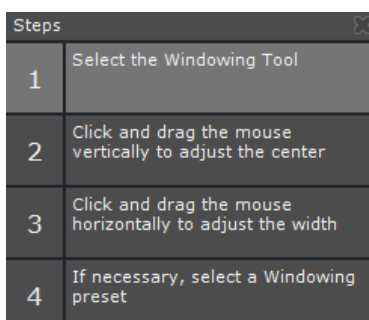 Steps
1
Select the Windowing Tool
2
Click and drag the mouse
vertically to adjust the center
3
Click and drag the mouse
horizontally to adjust the width
4
If necessary, select a Windowing
preset